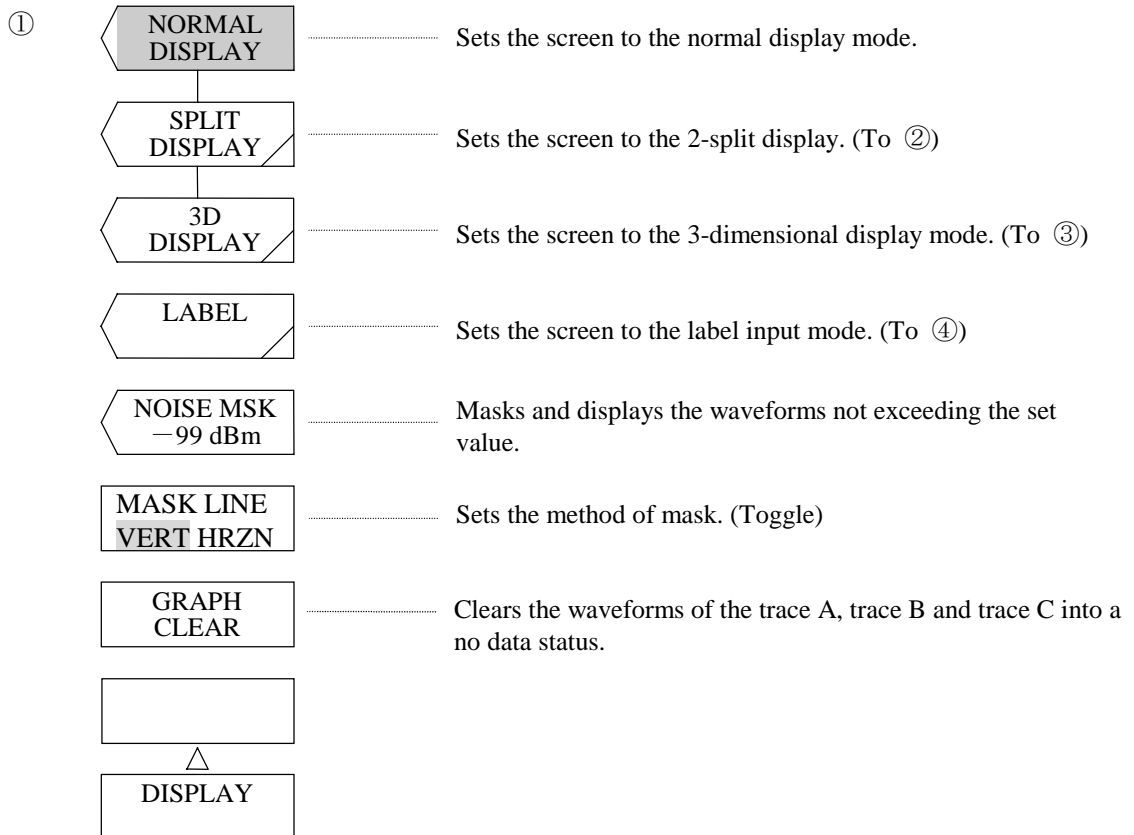 ①
NORMAL
DISPLAY
Sets the screen to the normal display mode.
SPLIT
DISPLAY
Sets the screen to the 2-split display. (To ②)
3D
DISPLAY
Sets the screen to the 3-dimensional display mode. (To ③)
LABEL
Sets the screen to the label input mode. (To ④)
NOISE MSK
－99 dBm
Masks and displays the waveforms not exceeding the set
value.
MASK LINE
VERT HRZN
Sets the method of mask. (Toggle)
GRAPH
CLEAR
Clears the waveforms of the trace A, trace B and trace C into a
no data status.
DISPLAY